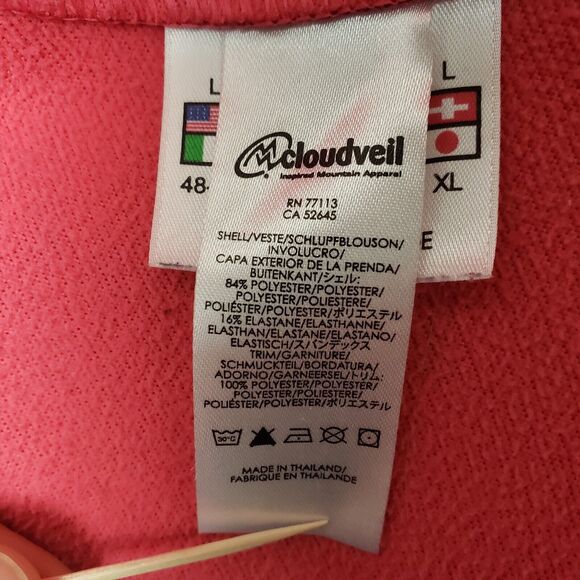 L
L
48-
XL
E
cloudveil
Inspired Mountain Apparel
RN 77113
CA 52645
SHELL/VESTE/SCHLUPFBLOUSON/
INVOLUCRO/
CAPA EXTERIOR DE LA PRENDA/
BUITENKANT/シェル:
84% POLYESTER/POLYESTER/
POLYESTER/POLIESTERE/
POLIÉSTER/POLYESTER/ポリエステル
16% ELASTANE/ELASTHANNE/
ELASTHAN/ELASTANE/ELASTANO/
ELASTISCH/スパンデックス
TRIM/GARNITURE/
SCHMUCKTEIL/BORDATURA/
ADORNO/GARNEERSEL/トリム:
100% POLYESTER/POLYESTER/
POLYESTER/POLIESTERE/
POLIÉSTER/POLYESTER/ポリエステル
30°C
MADE IN THAILAND/
FABRIQUE EN THAILANDE